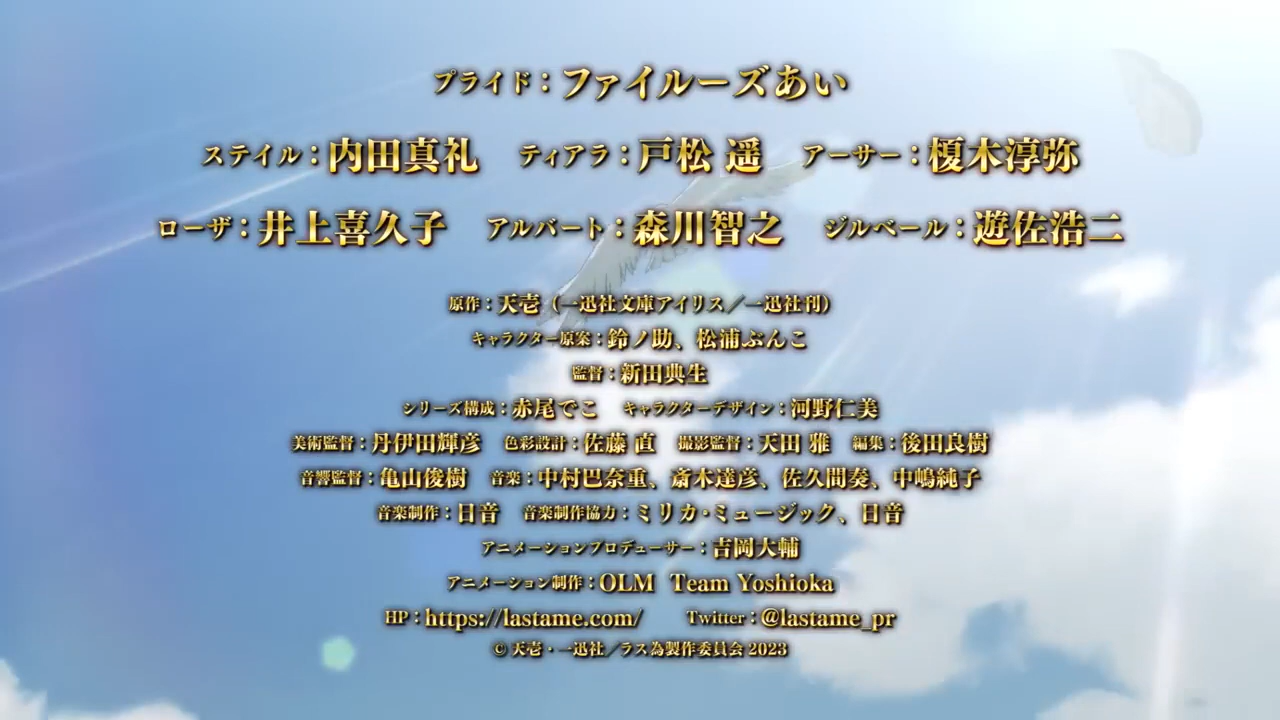 プライド：ファイルーズあい
ステイル：内田真礼　ティアラ：戸松 遥　アーサー：榎木淳弥
ローザ：井上喜久子　アルバート：森川智之　ジルベール：遊佐浩二
原作：天壱（一迅社文庫アイリス／一迅社刊）
キャラクター原案：鈴ノ助、松浦ぶんこ
監督：新田典生
シリーズ構成：赤尾でこ　キャラクターデザイン：河野仁美
美術監督：丹伊田輝彦　色彩設計：佐藤 直　撮影監督：天田 雅　編集：後田良樹
音響監督：亀山俊樹　音楽：中村巴奈重、斎木達彦、佐久間奏、中嶋純子
音楽制作：日音　音楽制作協力：ミリカ・ミュージック、日音
アニメーションプロデューサー：吉岡大輔
アニメーション制作：OLM Team Yoshioka
HP：https://lastame.com/　Twitter：@lastame_pr
© 天壱・一迅社／ラス為製作委員会 2023